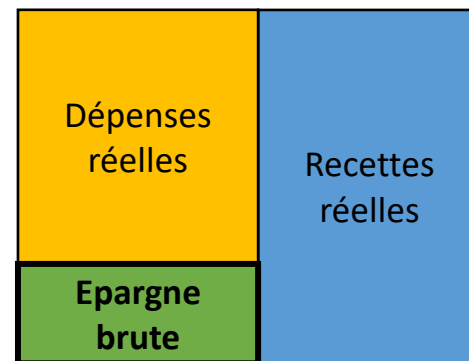 Dépenses
réelles
Recettes
réelles
Epargne
brute